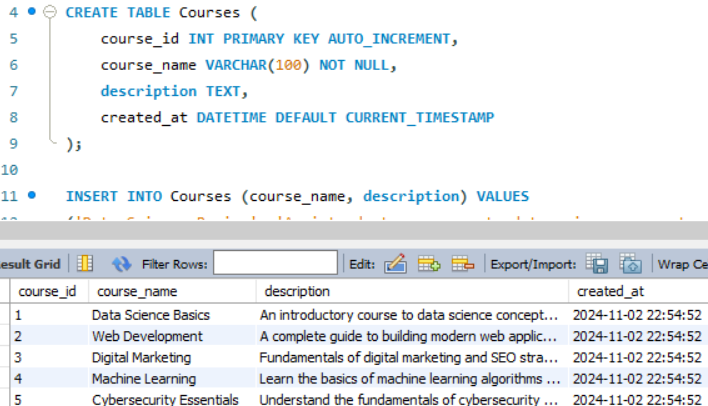 4 CREATE TABLE Courses (
5 course_id INT PRIMARY KEY AUTO_INCREMENT,
6 course_name VARCHAR(100) NOT NULL,
7 description TEXT,
8 created_at DATETIME DEFAULT CURRENT_TIMESTAMP
9 );
10
11 INSERT INTO Courses (course_name, description) VALUES
Result Grid Filter Rows: Edit: Export/Import: Wrap Ce
course_id course_name description created_at
1 Data Science Basics An introductory course to data science concept... 2024-11-02 22:54:52
2 Web Development A complete guide to building modern web applic... 2024-11-02 22:54:52
3 Digital Marketing Fundamentals of digital marketing and SEO stra... 2024-11-02 22:54:52
4 Machine Learning Learn the basics of machine learning algorithms ... 2024-11-02 22:54:52
5 Cybersecurity Essentials Understand the fundamentals of cybersecurity ... 2024-11-02 22:54:52